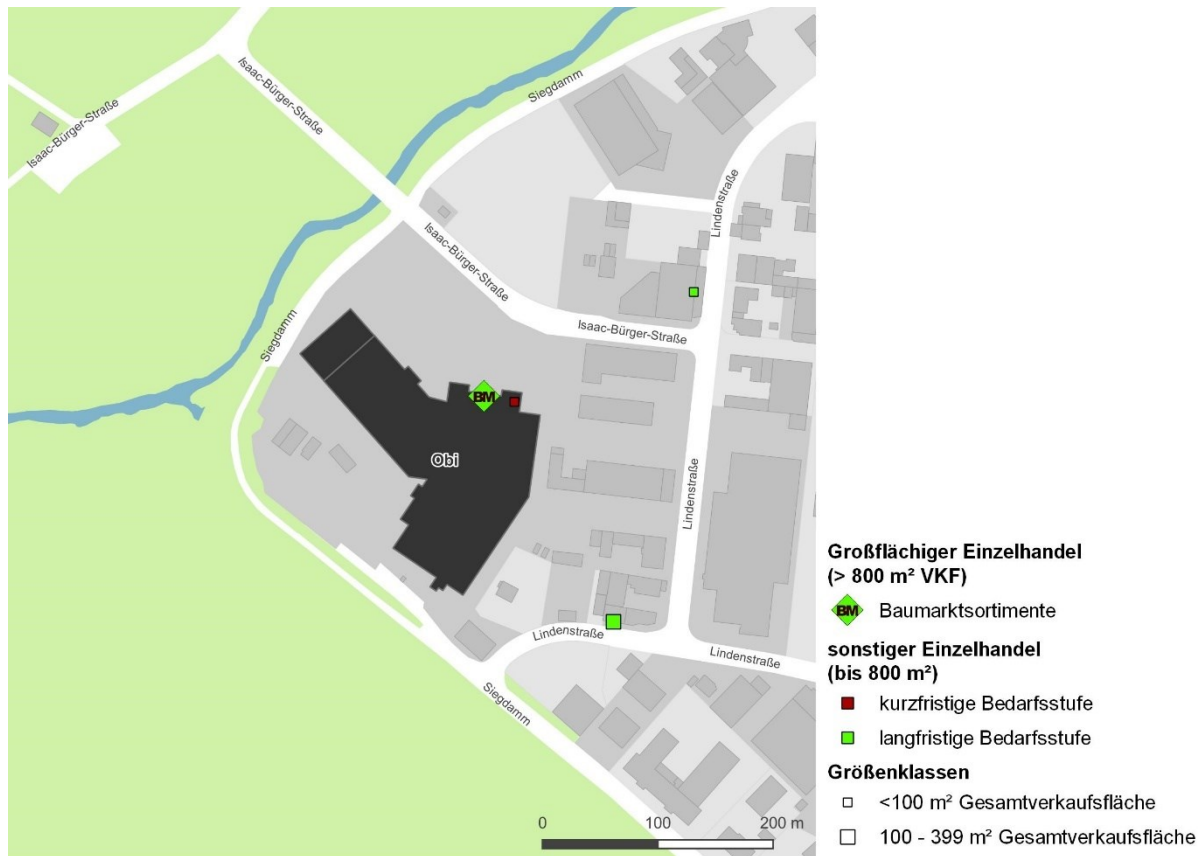 Isaac-Bürger-Straße
Isaac-Bürger-Straße
Siegdamm
Lindenstraße
Isaac-Bürger-Straße
Isaac-Bürger-Straße
Siegdamm
BM
Obi
Lindenstraße
Lindenstraße
Lindenstraße
Siegdamm
0 100 200 m
Großflächiger Einzelhandel
(> 800 m² VKF)
BM Baumarktsortimente
sonstiger Einzelhandel
(bis 800 m²)
kurzfristige Bedarfsstufe
langfristige Bedarfsstufe
Größenklassen
<100 m² Gesamtverkaufsfläche
100 - 399 m² Gesamtverkaufsfläche